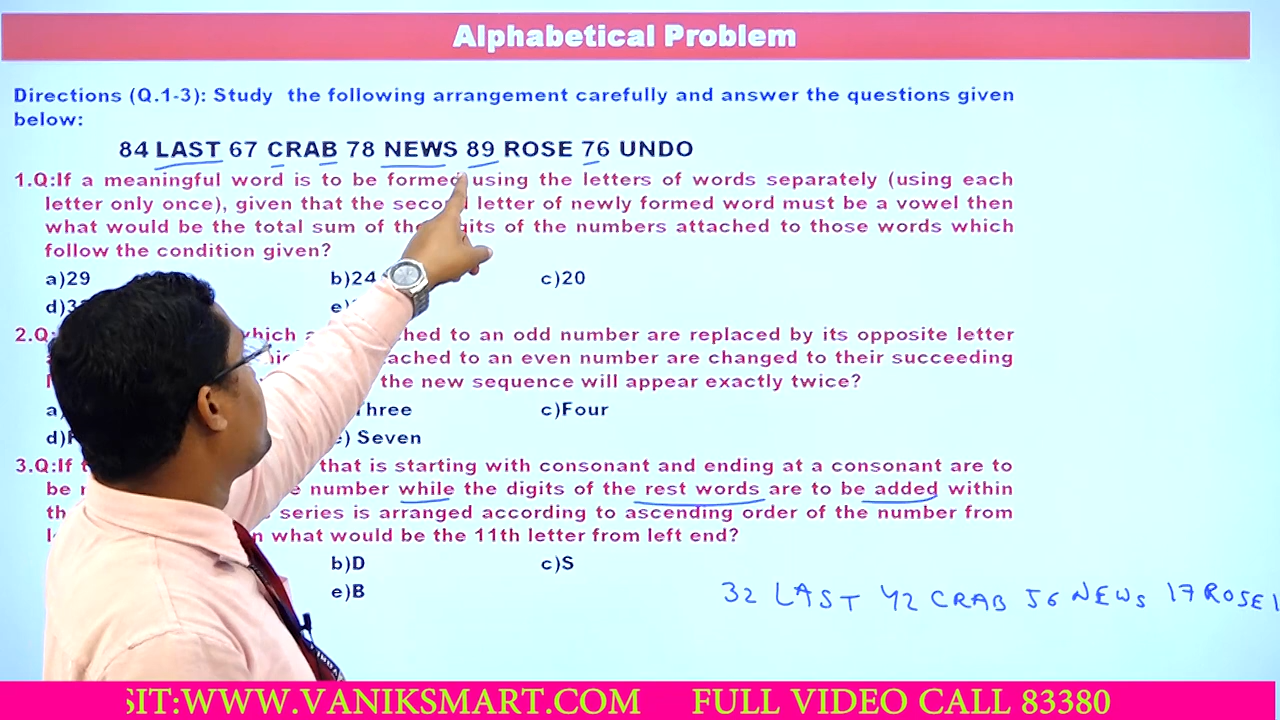 Alphabetical Problem
Directions (Q.1-3): Study the following arrangement carefully and answer the questions given
below:
84 LAST 67 CRAB 78 NEWS 89 ROSE 76 UNDO
1.Q:If a meaningful word is to be formed using the letters of words separately (using each
letter only once), given that the second letter of newly formed word must be a vowel then
what would be the total sum of the digits of the numbers attached to those words which
follow the condition given?
a)29 b)24 c)20
2.Q: to an odd number are replaced by its opposite letter
to an even number are changed to their succeeding
the new sequence will appear exactly twice?
Three c)Four
e) Seven
3.Q:If that is starting with consonant and ending at a consonant are to
be number while the digits of the rest words are to be added within
series is arranged according to ascending order of the number from
what would be the 11th letter from left end?
b)D c)S
e)B
32 LAST 42 CRAB 56 NEWS 17 ROSE 1
SIT:WWW.VANIKSMART.COM FULL VIDEO CALL 83380